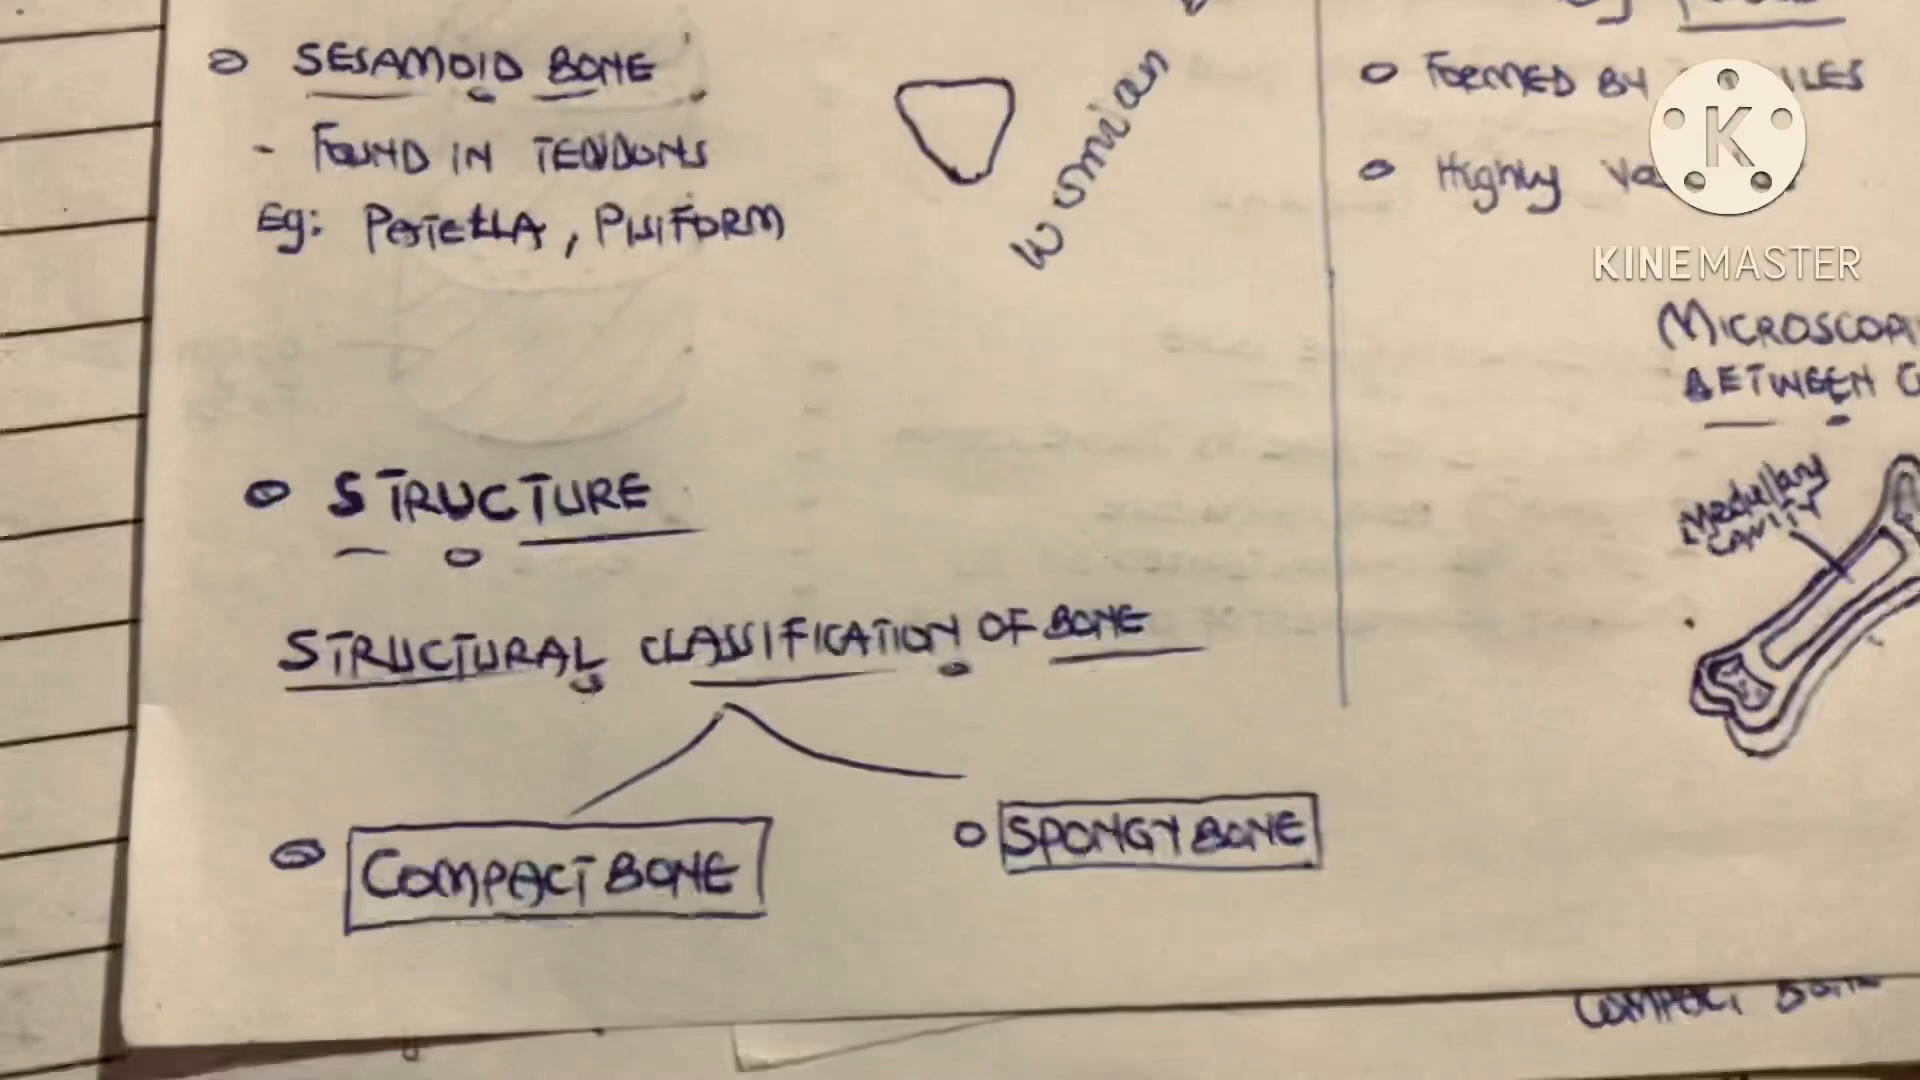 SESAMOID BONE
- FOUND IN TENDONS
Eg: PATELLA, PISIFORM
Wormian
STRUCTURE
STRUCTURAL CLASSIFICATION OF BONE
COMPACT BONE
SPONGY BONE
FORMED BY
Highly
KINEMASTER
MICROSCOPI
BETWEEN C
Medullary
CAVITY
COMPACT